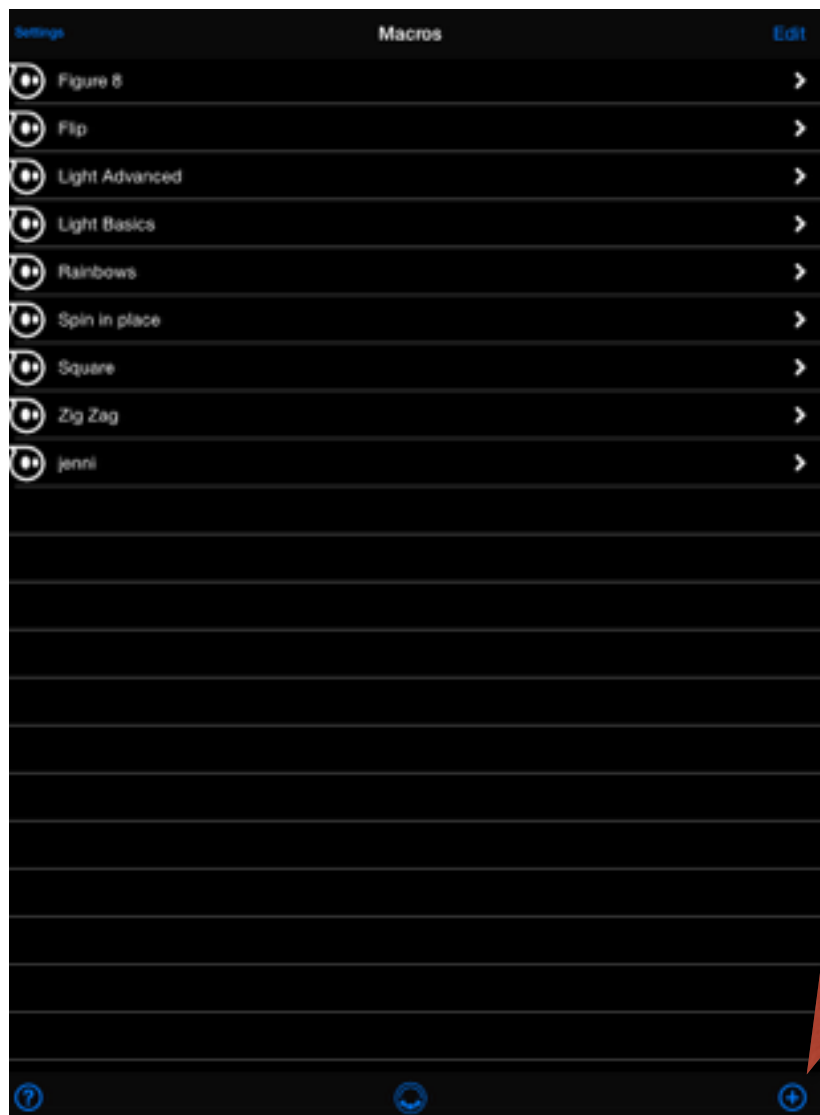 Settings
Macros
Edit
Figure 8
Flip
Light Advanced
Light Basics
Rainbows
Spin in place
Square
Zig Zag
jenni
?